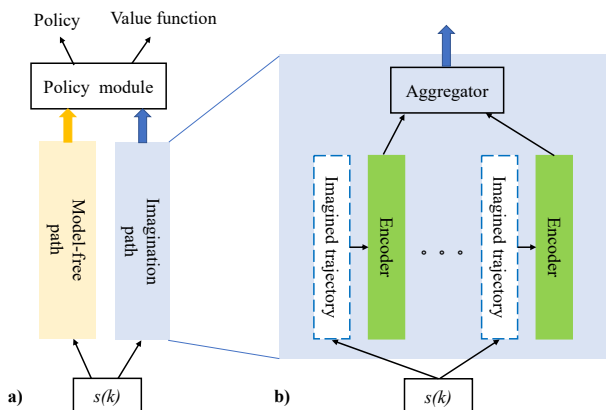 Policy
Value function
Policy module
Model-free
path
Imagination
path
s(k)
a)
Aggregator
Imagined trajectory
Encoder
Imagined trajectory
Encoder
s(k)
b)